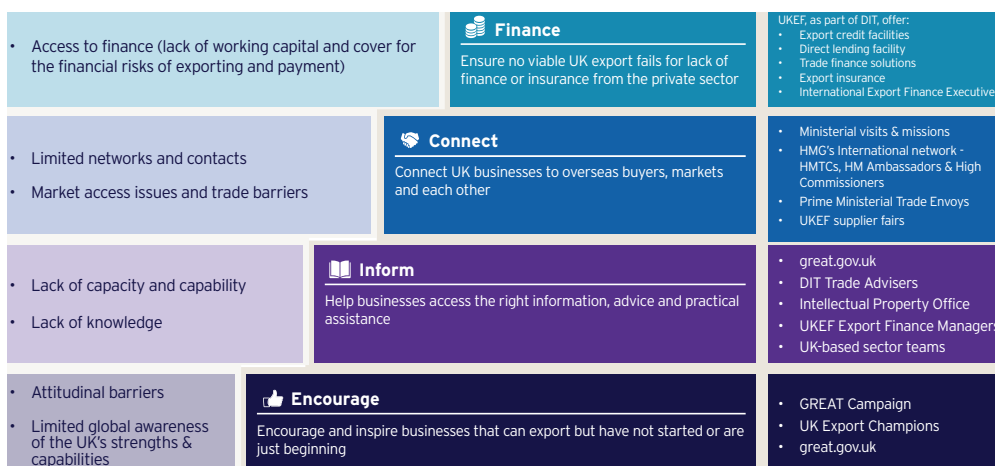 • Access to finance (lack of working capital and cover for
the financial risks of exporting and payment)
Finance
Ensure no viable UK export fails for lack of
finance or insurance from the private sector
UKEF, as part of DIT, offer:
• Export credit facilities
• Direct lending facility
• Trade finance solutions
• Export insurance
• International Export Finance Executive
• Limited networks and contacts
• Market access issues and trade barriers
Connect
Connect UK businesses to overseas buyers, markets
and each other
• Ministerial visits & missions
• HMG's International network -
HMTCs, HM Ambassadors & High
Commissioners
• Prime Ministerial Trade Envoys
• UKEF supplier fairs
• Lack of capacity and capability
• Lack of knowledge
Inform
Help businesses access the right information, advice and practical
assistance
• great.gov.uk
• DIT Trade Advisers
• Intellectual Property Office
• UKEF Export Finance Managers
• UK-based sector teams
• Attitudinal barriers
• Limited global awareness
of the UK's strengths &
capabilities
Encourage
Encourage and inspire businesses that can export but have not started or are
just beginning
• GREAT Campaign
• UK Export Champions
• great.gov.uk